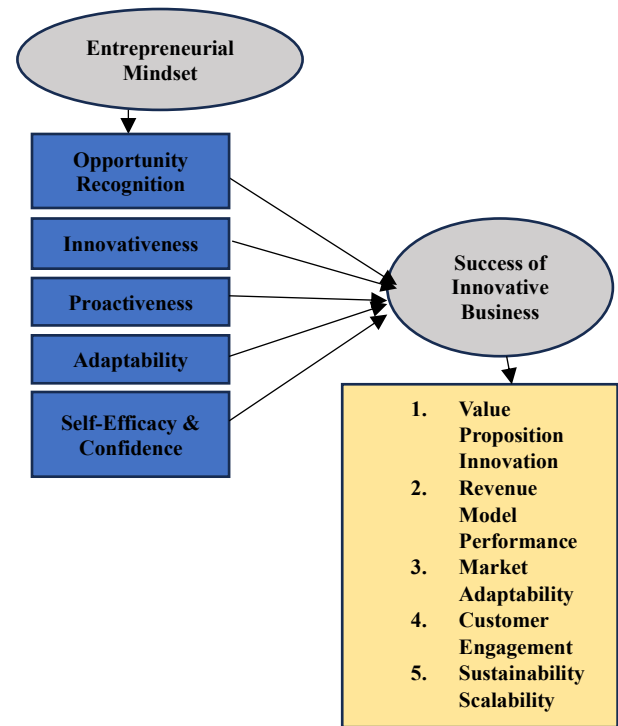 Entrepreneurial
Mindset
Opportunity
Recognition
Innovativeness
Proactiveness
Adaptability
Self-Efficacy &
Confidence
Success of
Innovative
Business
1. Value
Proposition
Innovation
2. Revenue
Model
Performance
3. Market
Adaptability
4. Customer
Engagement
5. Sustainability
Scalability